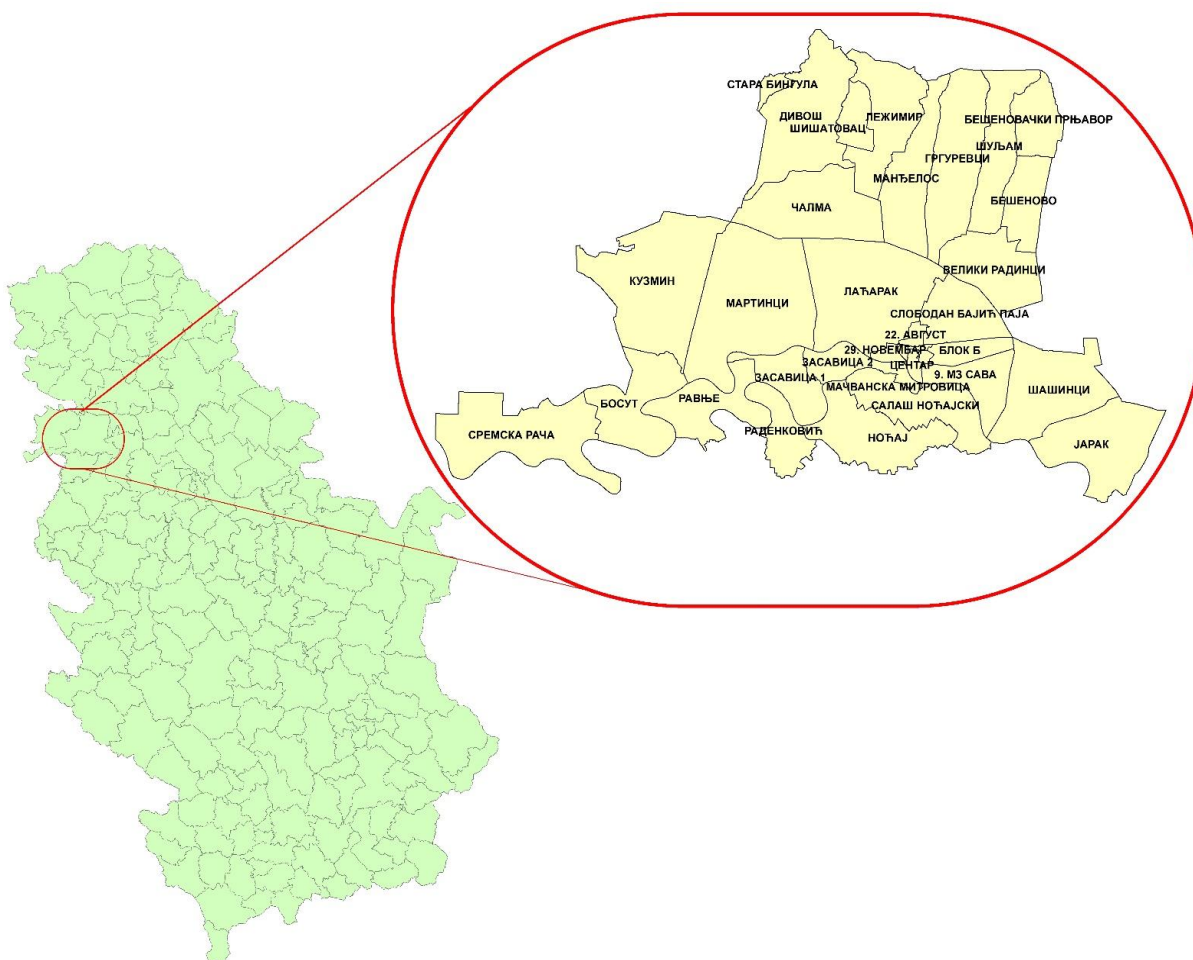 СТАРА БИНГУЛА
ДИВОШ
ШИШАТОВАЦ
ЛЕЖИМИР
БЕШЕНОВАЧКИ ПРЊАВОР
ШУЉАМ
ГРГУРЕВЦИ
МАНЂЕЛОС
БЕШЕНОВО
ЧАЛМА
ВЕЛИКИ РАДИНЦИ
КУЗМИН
ЛАЋАРАК
МАРТИНЦИ
СЛОБОДАН БАЈИЋ ПАЈА
22. АВГУСТ
29. НОВЕМБАР
БЛОК Б
ЗАСАВИЦА 2
ЦЕНТАР
9. МЗ САВА
ЗАСАВИЦА 1
МАЧВАНСКА МИТРОВИЦА
ШАШИНЦИ
РАВЊЕ
БОСУТ
САЛАШ НОЋАЈСКИ
РАДЕНКОВИЋ
СРЕМСКА РАЧА
НОЋАЈ
ЈАРАК